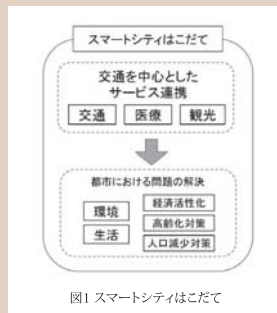 スマートシティはこだて
交通を中心とした
サービス連携
交通 医療 観光
都市における問題の解決
環境
生活
経済活性化
高齢化対策
人口減少対策
図1 スマートシティはこだて